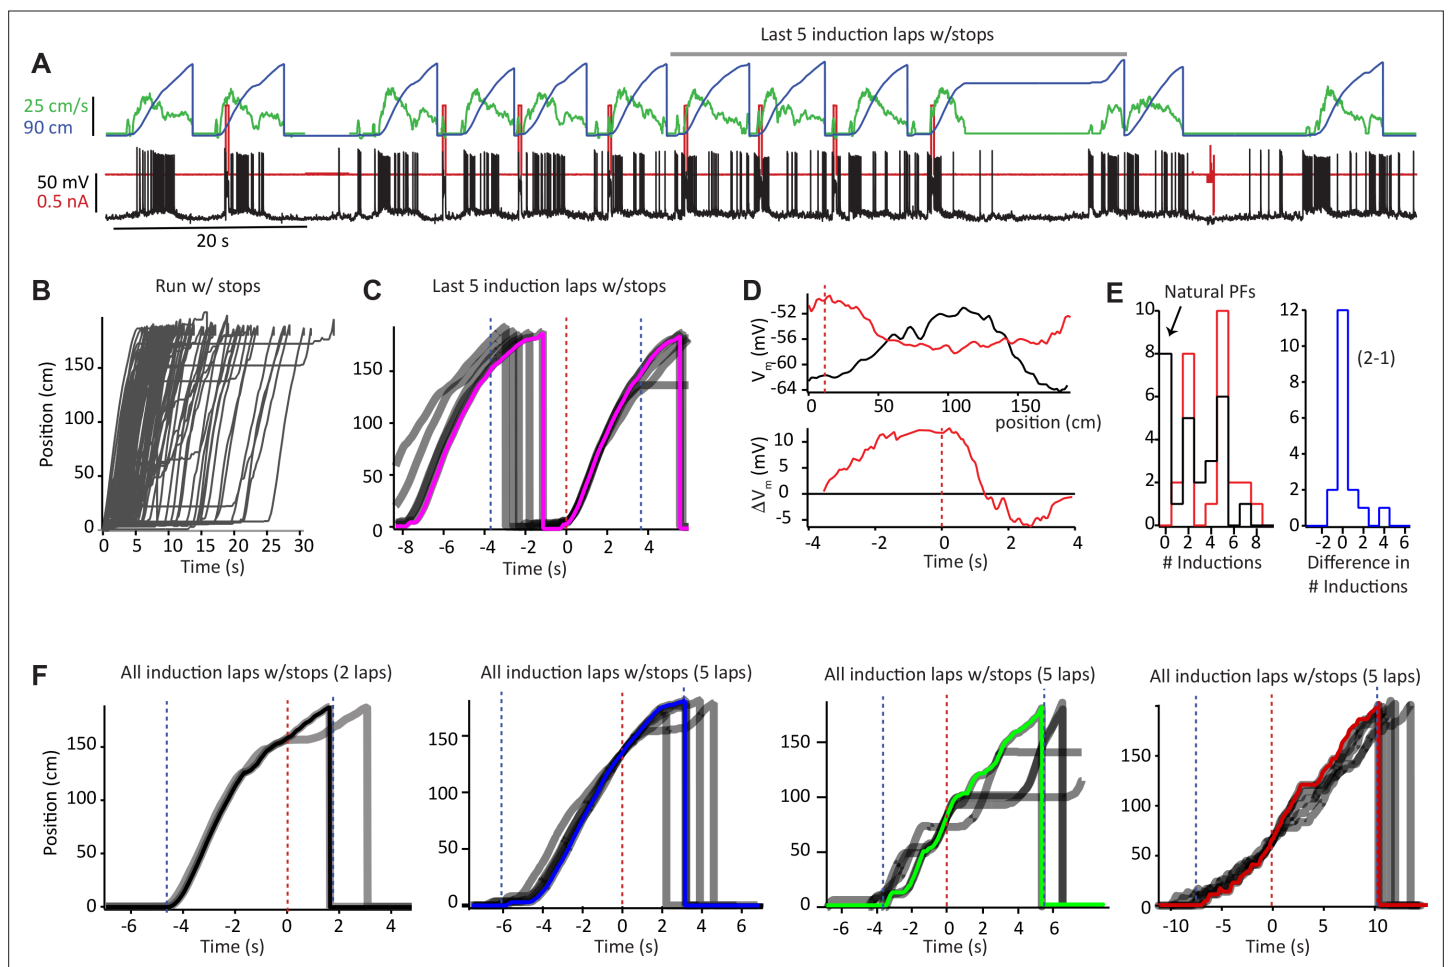 Last 5 induction laps w/stops
A
25 cm/s
90 cm
50 mV
0.5 nA
20 s
B
Run w/ stops
Position (cm)
150
100
50
0
0 5 10 15 20 25 30
Time (s)
C
Last 5 induction laps w/stops
150
100
50
0
-8 -6 -4 -2 0 2 4
Time (s)
D
Vm (mV)
-52
-56
-60
-64
0 50 100 150
position (cm)
ΔVm (mV)
10
5
0
-5
-4 -2 0 2 4
Time (s)
E
Natural PFs
10
8
6
4
2
0
0 2 4 6 8
# Inductions
12
10
8
6
4
2
0
(2-1)
-2 0 2 4 6
Difference in
# Inductions
F
All induction laps w/stops (2 laps)
Position (cm)
150
100
50
0
-6 -4 -2 0 2 4
Time (s)
All induction laps w/stops (5 laps)
150
100
50
0
-6 -4 -2 0 2 4 6
Time (s)
All induction laps w/stops (5 laps)
150
100
50
0
-6 -4 -2 0 2 4 6
Time (s)
All induction laps w/stops (5 laps)
150
100
50
0
-10 -5 0 5 10
Time (s)